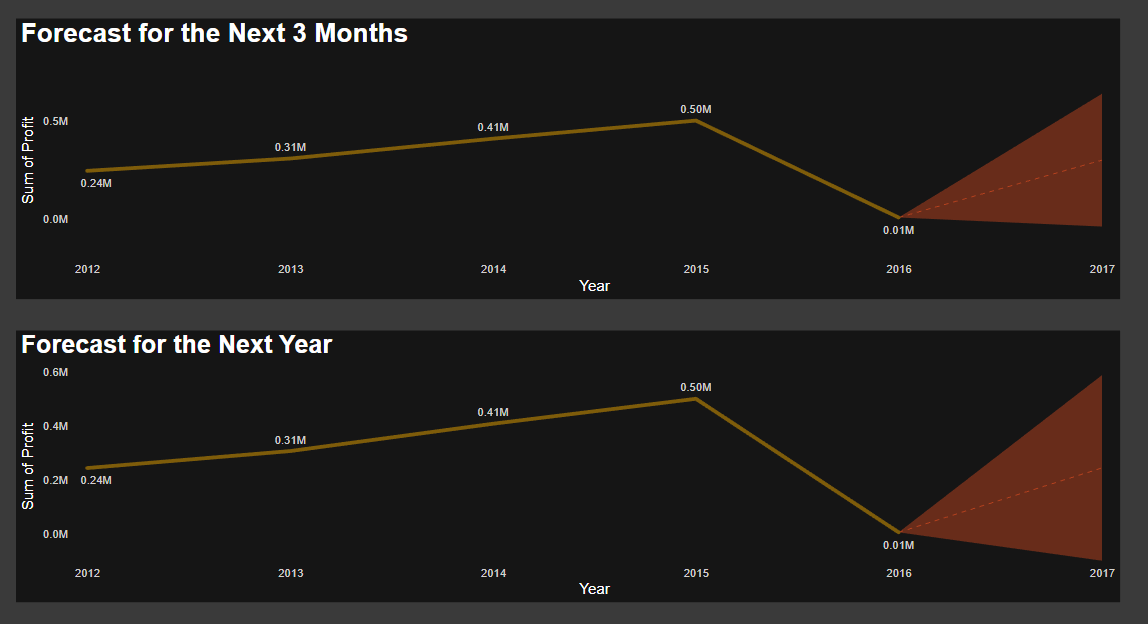 Forecast for the Next 3 Months
Sum of Profit
0.5M
0.0M
0.24M
0.31M
0.41M
0.50M
0.01M
2012 2013 2014 2015 2016 2017
Year
Forecast for the Next Year
Sum of Profit
0.6M
0.4M
0.2M
0.0M
0.24M
0.31M
0.41M
0.50M
0.01M
2012 2013 2014 2015 2016 2017
Year